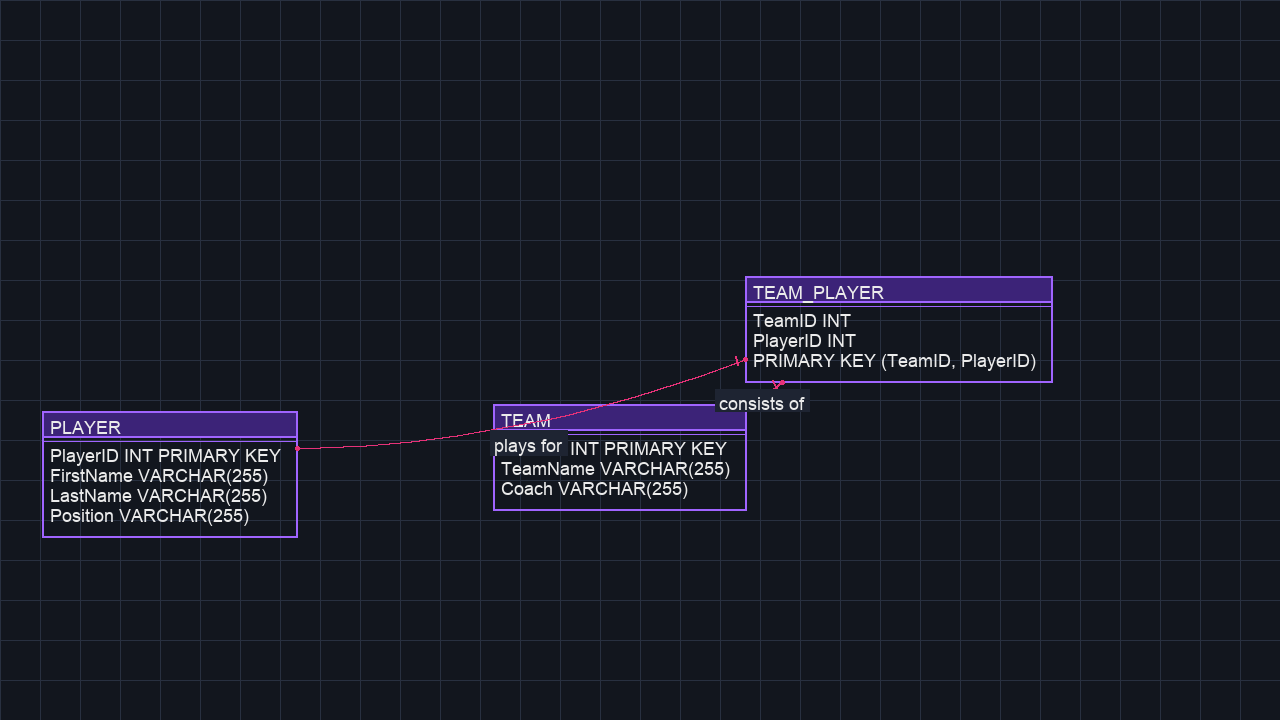 TEAM_PLAYER
TeamID INT
PlayerID INT
PRIMARY KEY (TeamID, PlayerID)
consists of
PLAYER
PlayerID INT PRIMARY KEY
FirstName VARCHAR(255)
LastName VARCHAR(255)
Position VARCHAR(255)
TEAM
plays for
INT PRIMARY KEY
TeamName VARCHAR(255)
Coach VARCHAR(255)